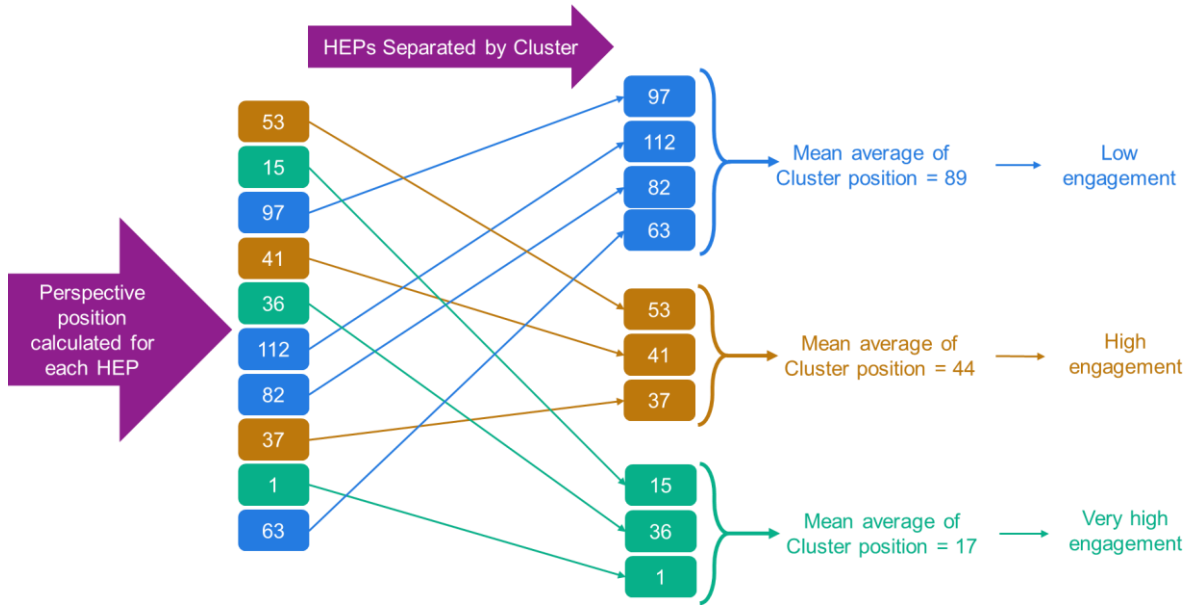 HEPs Separated by Cluster
Perspective
position
calculated for
each HEP
53
15
97
41
36
112
82
37
1
63
97
112
82
63
Mean average of
Cluster position = 89
Low
engagement
53
41
37
Mean average of
Cluster position = 44
High
engagement
15
36
1
Mean average of
Cluster position = 17
Very high
engagement